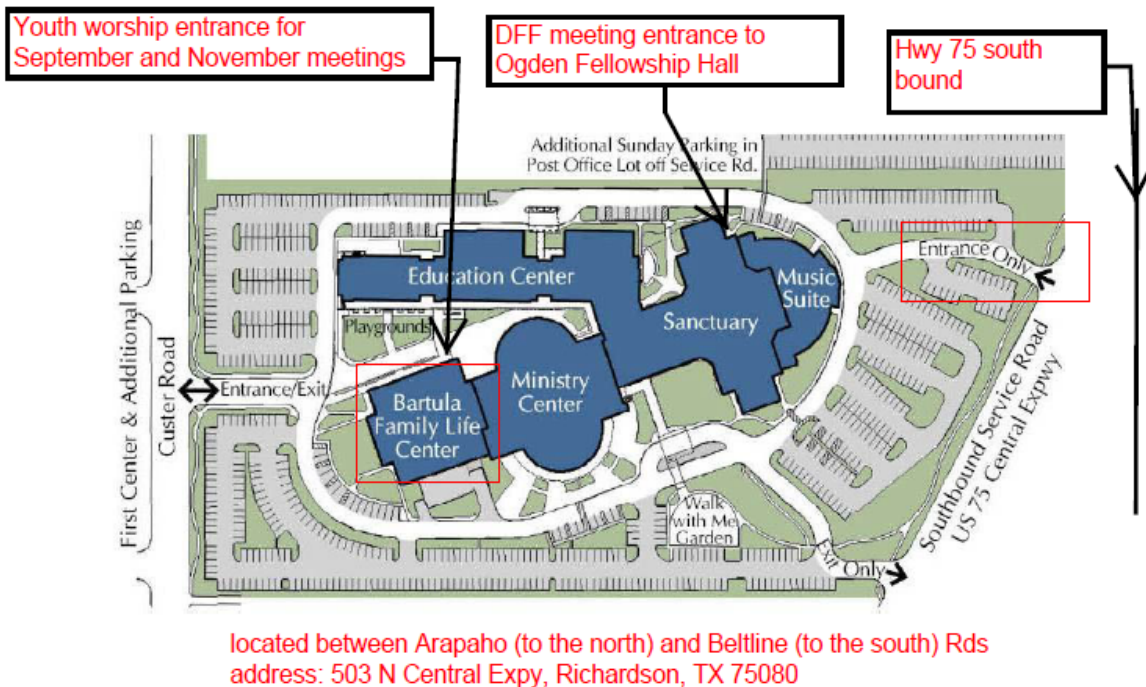 Youth worship entrance for
September and November meetings
DFF meeting entrance to
Ogden Fellowship Hall
Hwy 75 south
bound
Additional Sunday Parking in
Post Office Lot off Service Rd.
First Center & Additional Parking
Custer Road
Entrance/Exit
Education Center
Playgrounds
Bartula
Family Life
Center
Ministry
Center
Sanctuary
Music
Suite
Entrance Only
Walk
with Me
Garden
Exit Only
Southbound Service Road
US 75 Central Expwy
located between Arapaho (to the north) and Beltline (to the south) Rds
address: 503 N Central Expy, Richardson, TX 75080